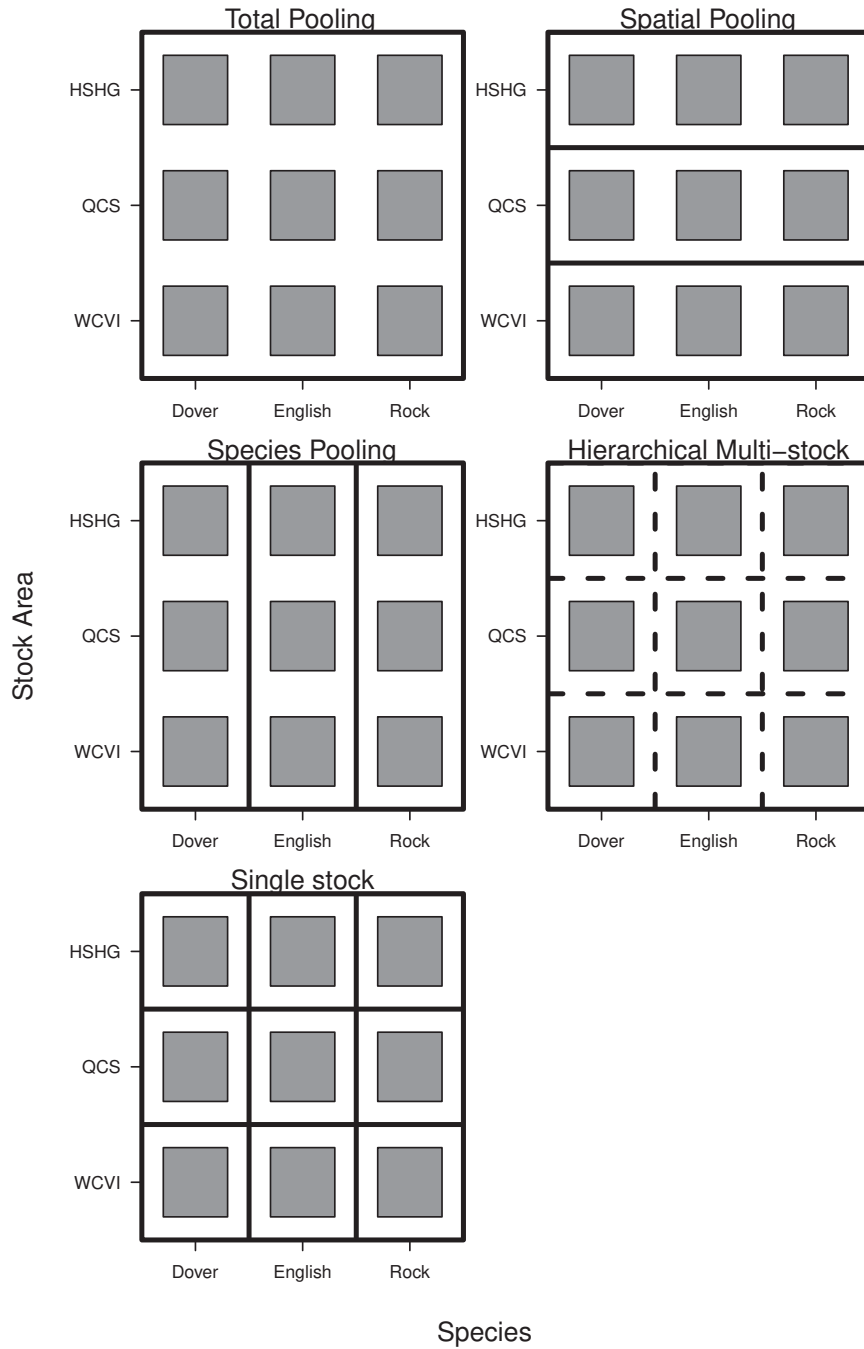 Total Pooling
HSHG
QCS
WCVI
Dover English Rock
Spatial Pooling
HSHG
QCS
WCVI
Dover English Rock
Species Pooling
HSHG
QCS
WCVI
Dover English Rock
Hierarchical Multi−stock
HSHG
QCS
WCVI
Dover English Rock
Single stock
HSHG
QCS
WCVI
Dover English Rock
Stock Area
Species